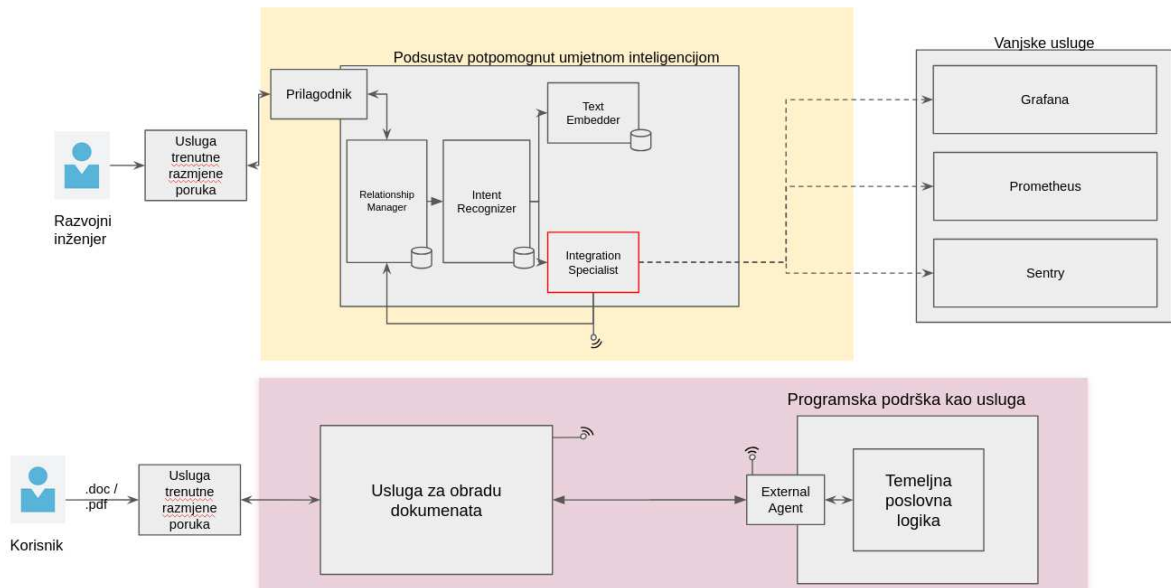 Podsustav potpomognut umjetnom inteligencijom
Vanjske usluge
Prilagodnik
Text
Embedder
Grafana
Razvojni
inženjer
Usluga
trenutne
razmjene
poruka
Relationship
Manager
Intent
Recognizer
Integration
Specialist
Prometheus
Sentry
Programska podrška kao usluga
Korisnik
.doc /
.pdf
Usluga
trenutne
razmjene
poruka
Usluga za obradu
dokumenata
External
Agent
Temeljna
poslovna
logika